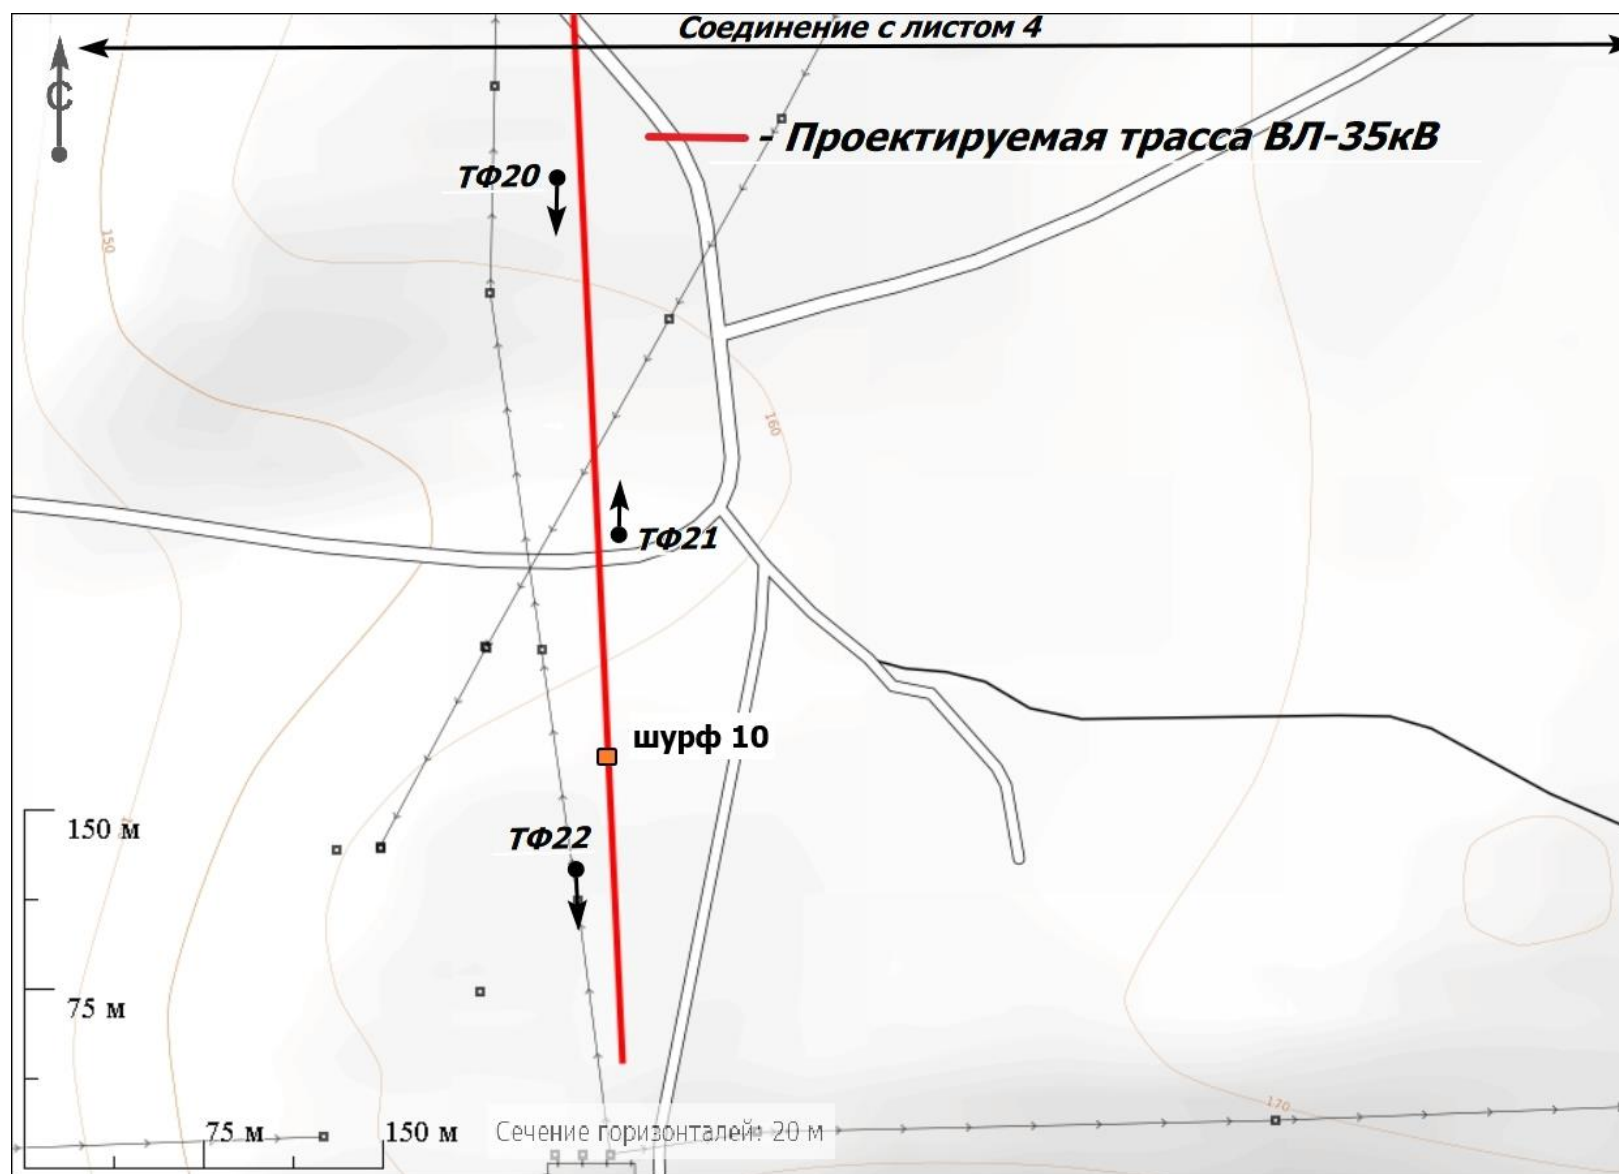 Соединение с листом 4
С
- Проектируемая трасса ВЛ-35кВ
ТФ20
150
160
ТФ21
шурф 10
150 м
ТФ22
75 м
170
75 м
150 м
Сечение горизонталей: 20 м